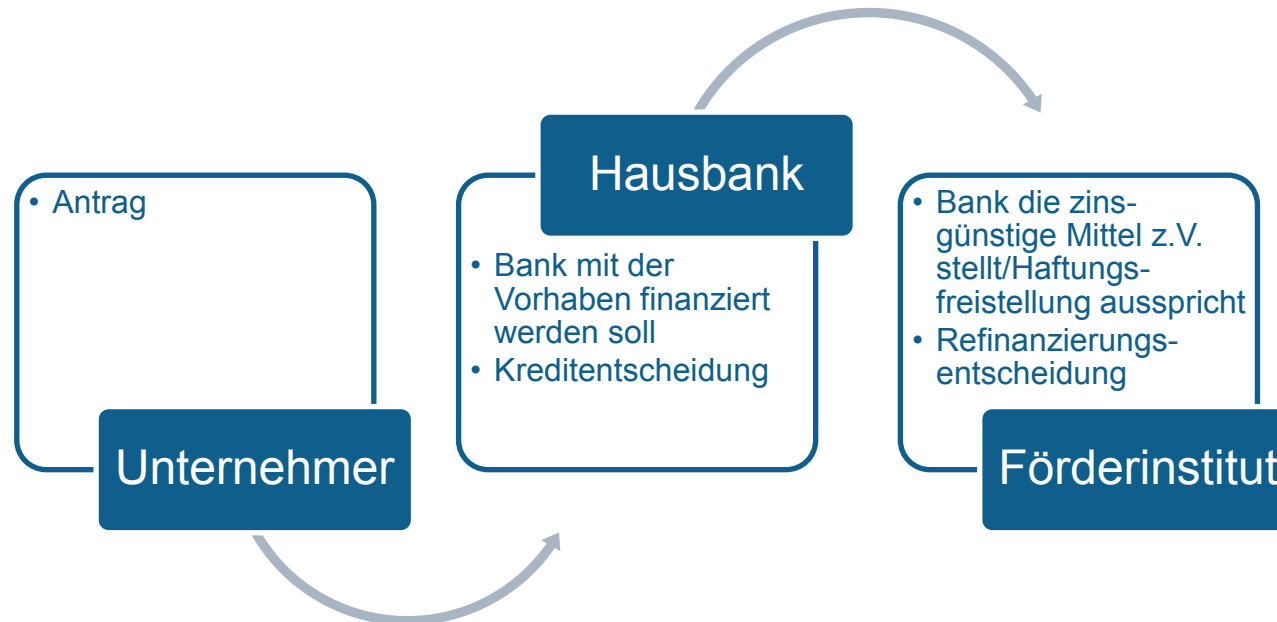 • Antrag
Unternehmer
Hausbank
• Bank mit der
Vorhaben finanziert
werden soll
• Kreditentscheidung
• Bank die zins-
günstige Mittel z.V.
stellt/Haftungs-
freistellung ausspricht
• Refinanzierungs-
entscheidung
Förderinstitut